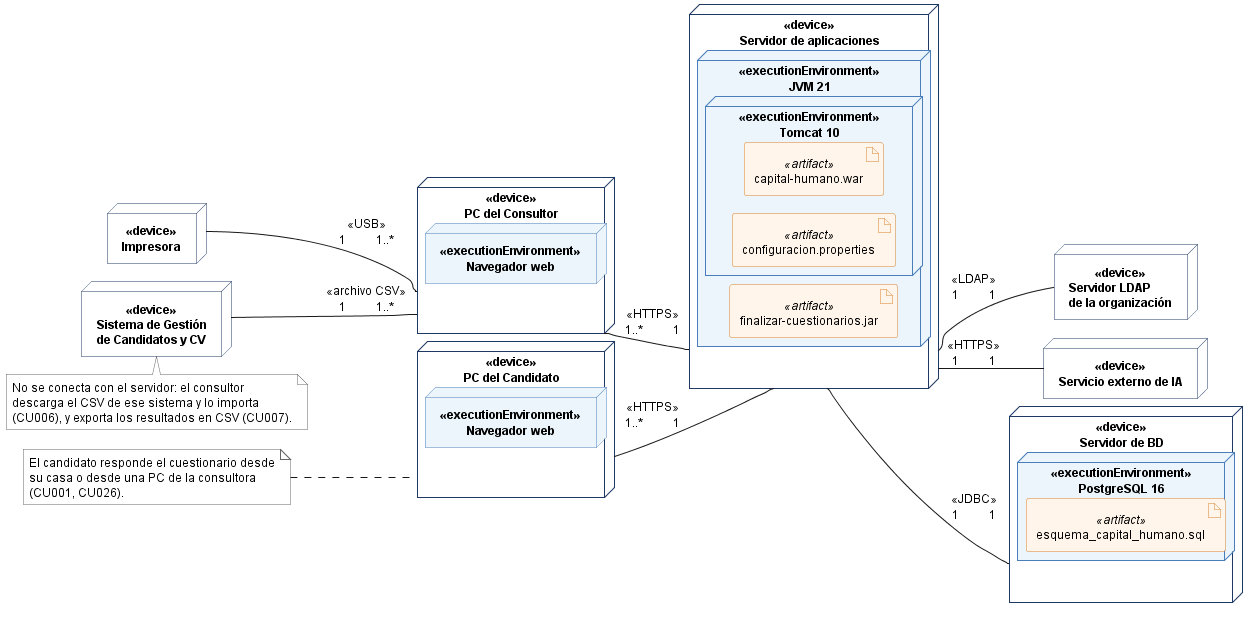 «device»
Servidor de aplicaciones
«executionEnvironment»
JVM 21
«executionEnvironment»
Tomcat 10
«artifact»
capital-humano.war
«artifact»
configuracion.properties
«artifact»
finalizar-cuestionarios.jar
«device»
PC del Consultor
«executionEnvironment»
Navegador web
«device»
Impresora
«USB»
1 1..*
«device»
Sistema de Gestión
de Candidatos y CV
«archivo CSV»
1 1..*
No se conecta con el servidor: el consultor
descarga el CSV de ese sistema y lo importa
(CU006), y exporta los resultados en CSV (CU007).
«device»
PC del Candidato
«executionEnvironment»
Navegador web
El candidato responde el cuestionario desde
su casa o desde una PC de la consultora
(CU001, CU026).
«HTTPS»
1..* 1
«HTTPS»
1..* 1
«LDAP»
1 1
«device»
Servidor LDAP
de la organización
«HTTPS»
1 1
«device»
Servicio externo de IA
«JDBC»
1 1
«device»
Servidor de BD
«executionEnvironment»
PostgreSQL 16
«artifact»
esquema_capital_humano.sql